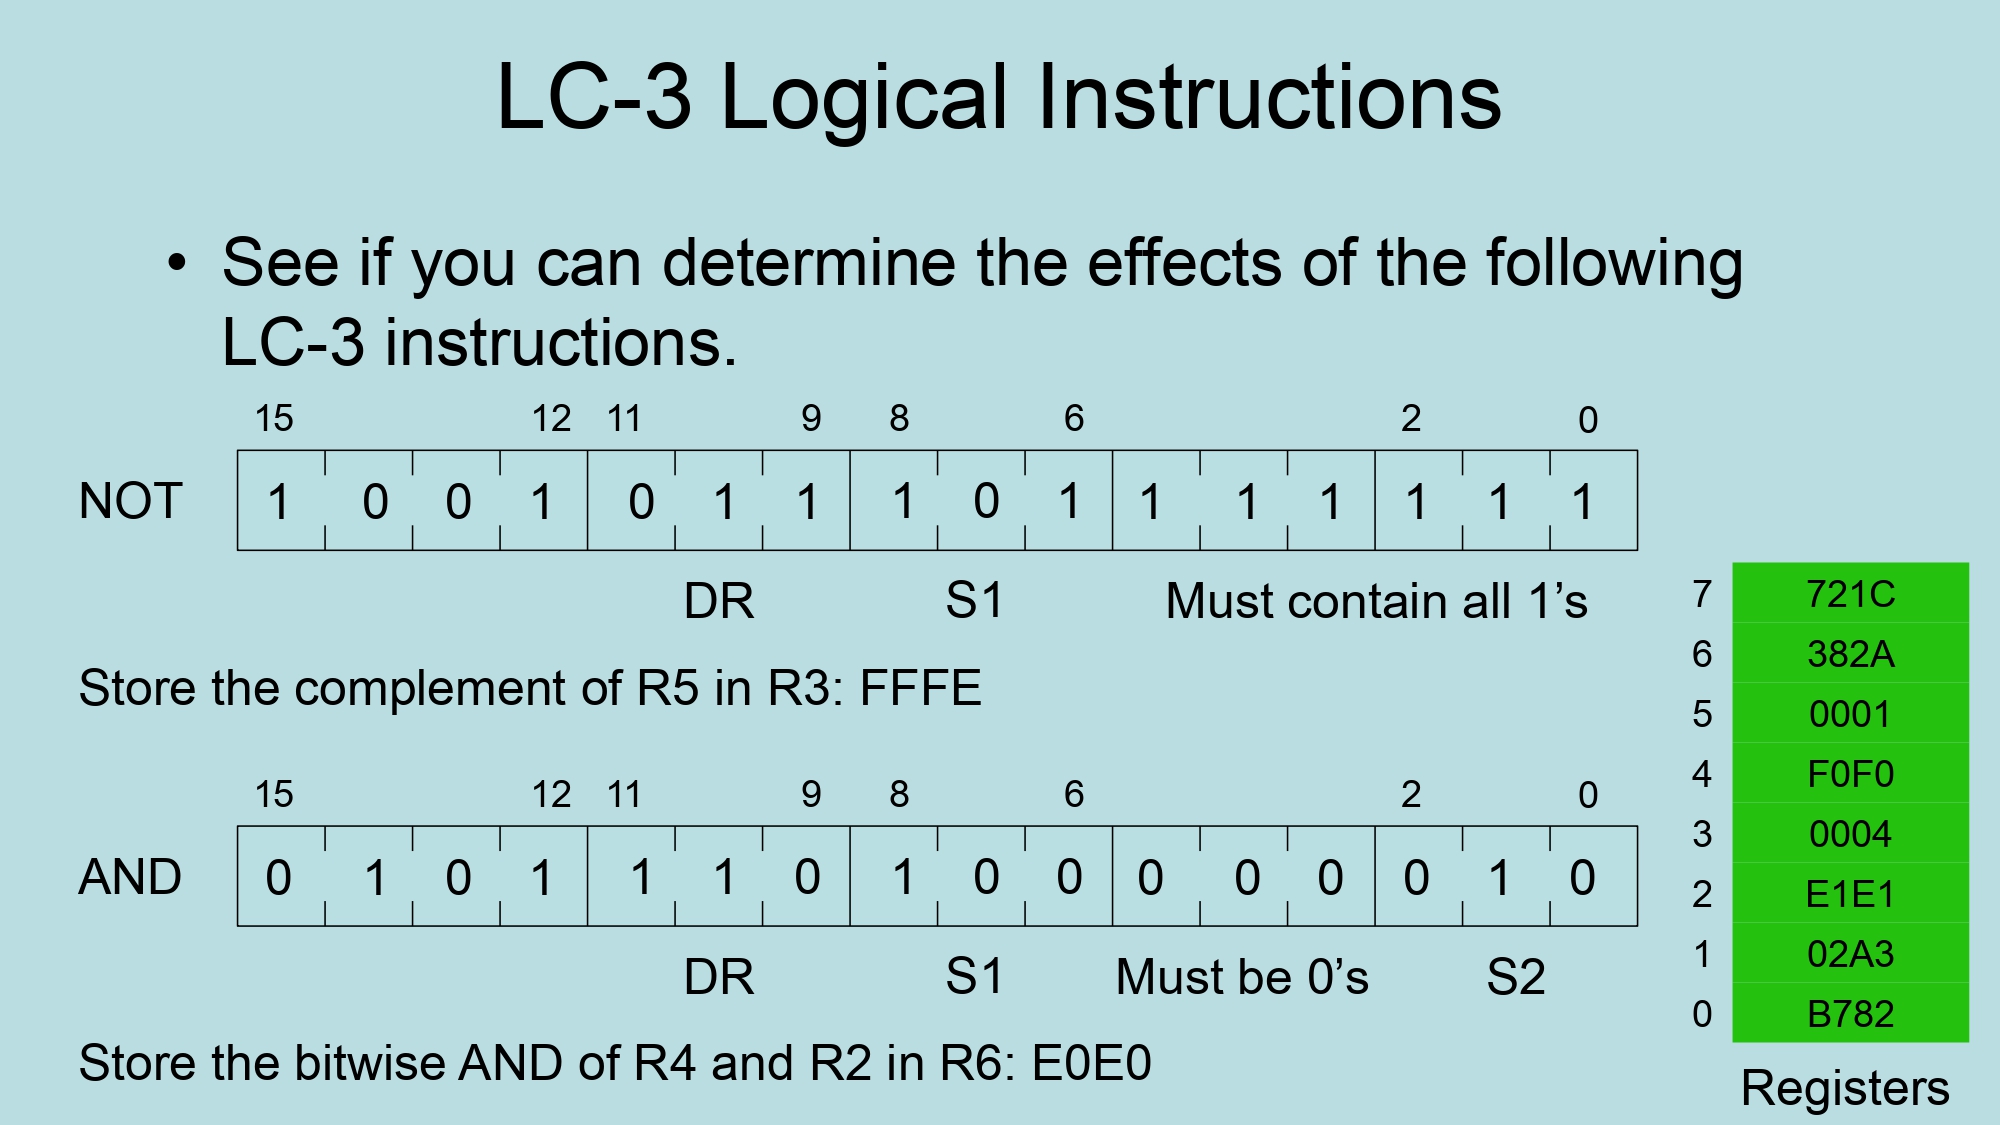 LC-3 Logical Instructions
• See if you can determine the effects of the following
LC-3 instructions.
15 12 11 9 8 6 2 0
NOT 1 0 0 1 0 1 1 1 0 1 1 1 1 1 1 1
DR S1 Must contain all 1’s
Store the complement of R5 in R3: FFFE
15 12 11 9 8 6 2 0
AND 0 1 0 1 1 1 0 1 0 0 0 0 0 0 1 0
DR S1 Must be 0’s S2
Store the bitwise AND of R4 and R2 in R6: E0E0
7 721C
6 382A
5 0001
4 F0F0
3 0004
2 E1E1
1 02A3
0 B782
Registers